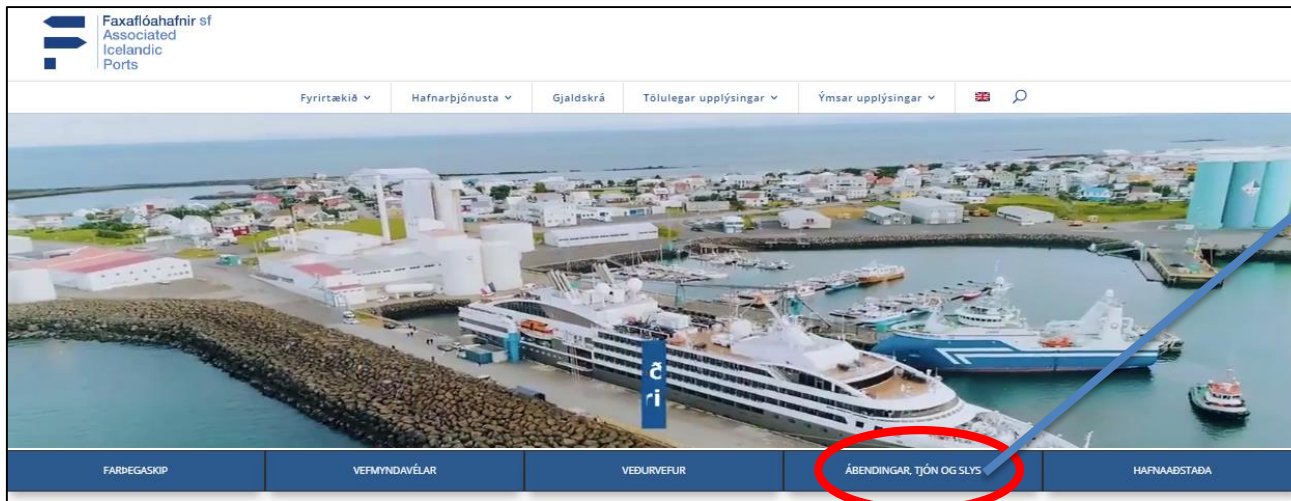 Faxaflóahafnir sf
Associated
Icelandic
Ports
Fyrirtækið
Hafnarþjónusta
Gjaldskrá
Tölulegar upplýsingar
Ýmsar upplýsingar
ð
ri
FARÞEGASKIP
VEFMYNDAVÉLAR
VEÐURVEFUR
ÁBENDINGAR, TJÓN OG SLYS
HAFNAAÐSTAÐA